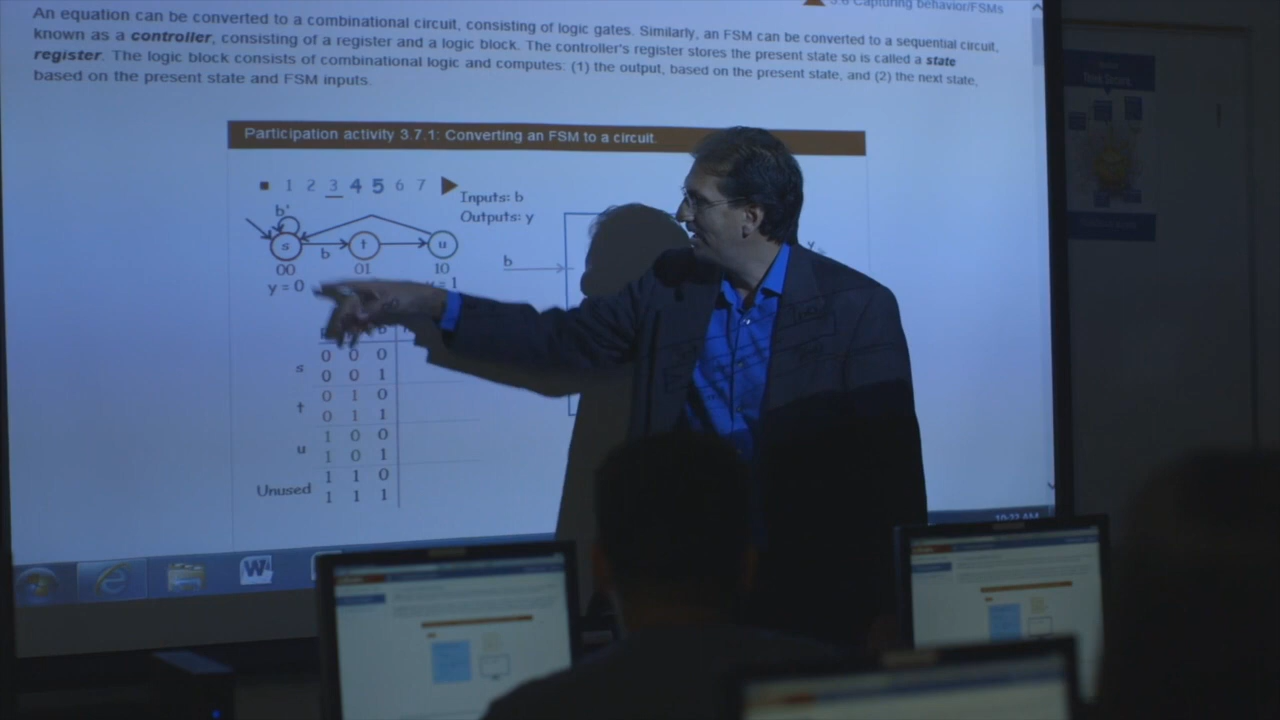 3.6 Capturing behavior/FSMs
An equation can be converted to a combinational circuit, consisting of logic gates. Similarly, an FSM can be converted to a sequential circuit,
known as a controller, consisting of a register and a logic block. The controller's register stores the present state so is called a state
register. The logic block consists of combinational logic and computes: (1) the output, based on the present state, and (2) the next state,
based on the present state and FSM inputs.
Participation activity 3.7.1: Converting an FSM to a circuit.
1 2 3 4 5 6 7
Inputs: b
Outputs: y
b'
s b t u
00 01 10
y = 0 = 1
b
y
b
0 0 0
s
0 0 1
0 1 0
t
0 1 1
1 0 0
u
1 0 1
1 1 0
Unused
1 1 1
W